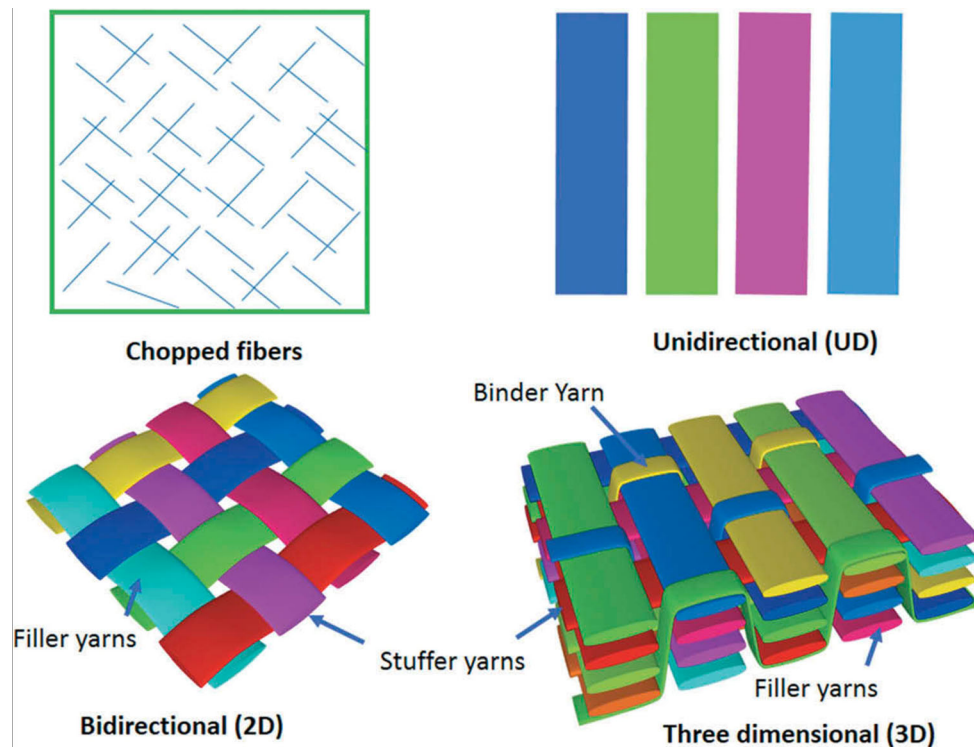 Chopped fibers
Unidirectional (UD)
Binder Yarn
Filler yarns
Stuffer yarns
Filler yarns
Bidirectional (2D)
Three dimensional (3D)